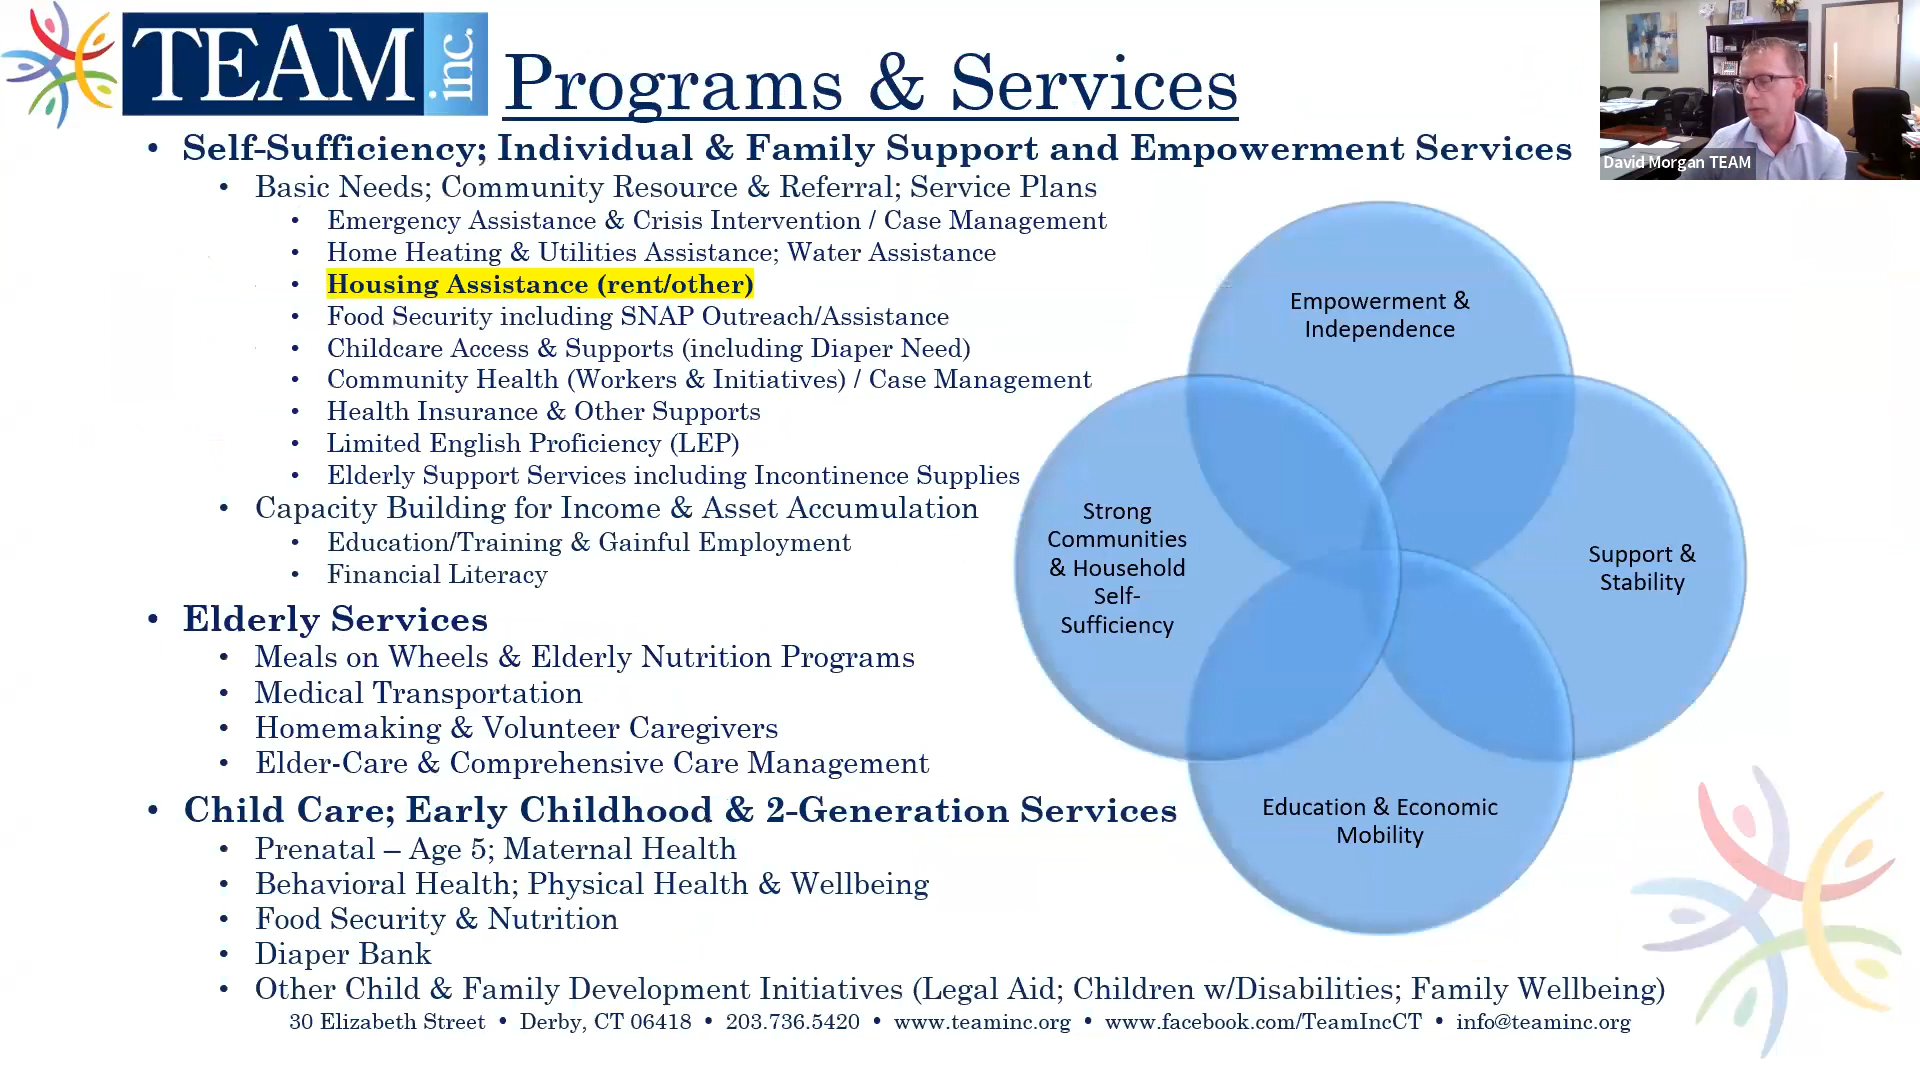 TEAM inc.
Programs & Services
David Morgan TEAM
• Self-Sufficiency; Individual & Family Support and Empowerment Services
• Basic Needs; Community Resource & Referral; Service Plans
• Emergency Assistance & Crisis Intervention / Case Management
• Home Heating & Utilities Assistance; Water Assistance
• Housing Assistance (rent/other)
• Food Security including SNAP Outreach/Assistance
• Childcare Access & Supports (including Diaper Need)
• Community Health (Workers & Initiatives) / Case Management
• Health Insurance & Other Supports
• Limited English Proficiency (LEP)
• Elderly Support Services including Incontinence Supplies
• Capacity Building for Income & Asset Accumulation
• Education/Training & Gainful Employment
• Financial Literacy
• Elderly Services
• Meals on Wheels & Elderly Nutrition Programs
• Medical Transportation
• Homemaking & Volunteer Caregivers
• Elder-Care & Comprehensive Care Management
• Child Care; Early Childhood & 2-Generation Services
• Prenatal – Age 5; Maternal Health
• Behavioral Health; Physical Health & Wellbeing
• Food Security & Nutrition
• Diaper Bank
• Other Child & Family Development Initiatives (Legal Aid; Children w/Disabilities; Family Wellbeing)
Empowerment &
Independence
Support &
Stability
Education & Economic
Mobility
Strong
Communities
& Household
Self-
Sufficiency
30 Elizabeth Street • Derby, CT 06418 • 203.736.5420 • www.teaminc.org • www.facebook.com/TeamIncCT • info@teaminc.org